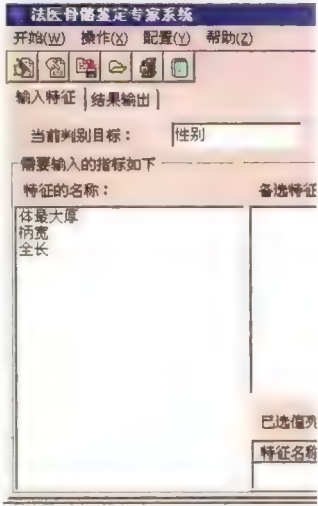 法医骨骼鉴定专家系统
开始(W) 操作(X) 配置(Y) 帮助(Z)
输入特征 结果输出
当前判别目标： 性别
需要输入的指标如下
特征的名称： 备选特征
体最大厚
柄宽
全长
已选值列
特征名称